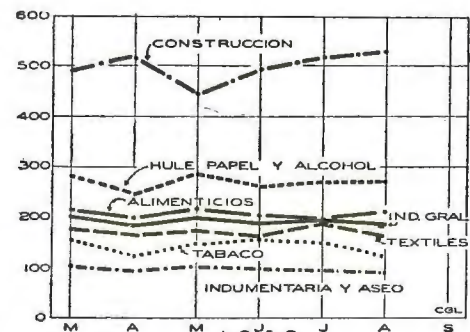 600
CONSTRUCCION
500
400
300
HULE PAPEL Y ALCOHOL
ALIMENTICIOS
200
IND. GRAL
TEXTILES
TABACO
100
INDUMENTARIA Y ASEO
0
CGL
M A M J J A S